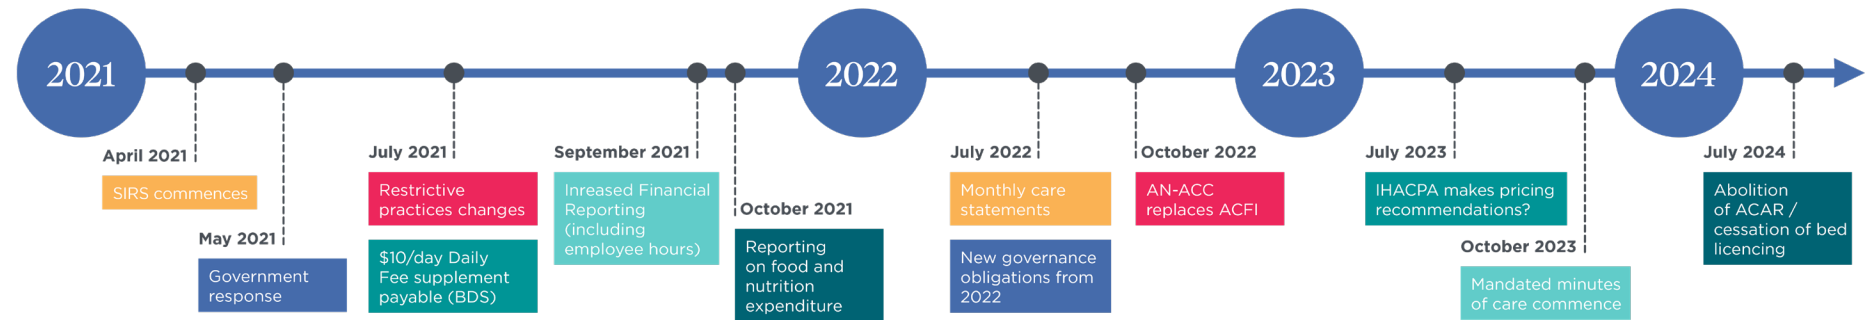 2021
2022
2023
2024
April 2021
SIRS commences
May 2021
Government
response
July 2021
Restrictive
practices changes
$10/day Daily
Fee supplement
payable (BDS)
September 2021
Inreased Financial
Reporting
(including
employee hours)
October 2021
Reporting
on food and
nutrition
expenditure
July 2022
Monthly care
statements
New governance
obligations from
2022
October 2022
AN-ACC
replaces ACFI
July 2023
IHACPA makes pricing
recommendations?
October 2023
Mandated minutes
of care commence
July 2024
Abolition
of ACAR /
cessation of bed
licencing